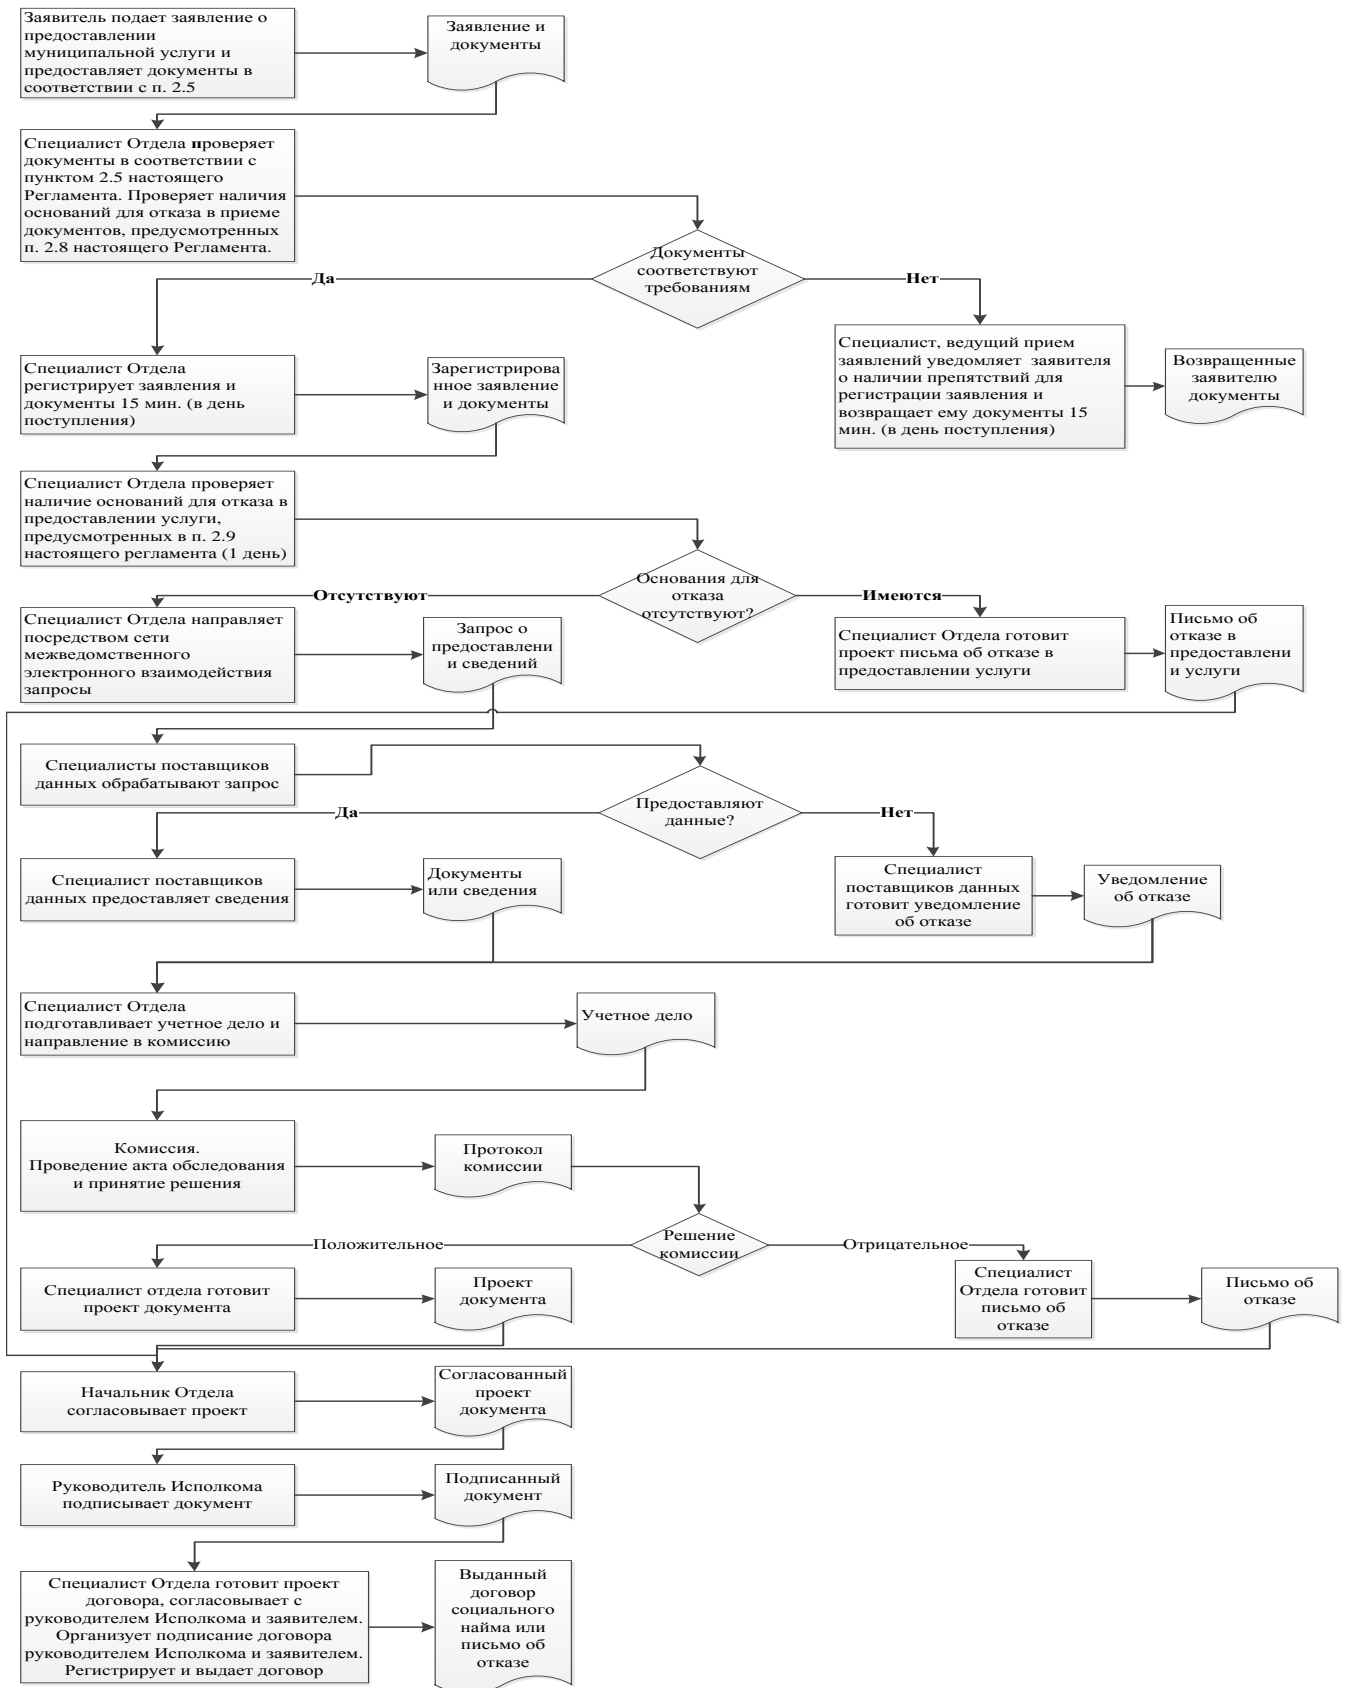 Заявитель подает заявление о
предоставлении
муниципальной услуги и
предоставляет документы в
соответствии с п. 2.5
Заявление и
документы
Специалист Отдела проверяет
документы в соответствии с
пунктом 2.5 настоящего
Регламента. Проверяет наличия
оснований для отказа в приеме
документов, предусмотренных
п. 2.8 настоящего Регламента.
Документы
соответствуют
требованиям
Да
Нет
Специалист Отдела
регистрирует заявления и
документы 15 мин. (в день
поступления)
Зарегистрирова
нное заявление
и документы
Специалист, ведущий прием
заявлений уведомляет заявителя
о наличии препятствий для
регистрации заявления и
возвращает ему документы 15
мин. (в день поступления)
Возвращенные
заявителю
документы
Специалист Отдела проверяет
наличие оснований для отказа в
предоставлении услуги,
предусмотренных в п. 2.9
настоящего регламента (1 день)
Основания для
отказа
отсутствуют?
Отсутствуют
Имеются
Специалист Отдела направляет
посредством сети
межведомственного
электронного взаимодействия
запросы
Запрос о
предоставлени
и сведений
Специалист Отдела готовит
проект письма об отказе в
предоставлении услуги
Письмо об
отказе в
предоставлени
и услуги
Специалисты поставщиков
данных обрабатывают запрос
Предоставляют
данные?
Да
Нет
Специалист поставщиков
данных предоставляет сведения
Документы
или сведения
Специалист
поставщиков данных
готовит уведомление
об отказе
Уведомление
об отказе
Специалист Отдела
подготавливает учетное дело и
направление в комиссию
Учетное дело
Комиссия.
Проведение акта обследования
и принятие решения
Протокол
комиссии
Решение
комиссии
Положительное
Отрицательное
Специалист отдела готовит
проект документа
Проект
документа
Специалист
Отдела готовит
письмо об
отказе
Письмо об
отказе
Начальник Отдела
согласовывает проект
Согласованный
проект
документа
Руководитель Исполкома
подписывает документ
Подписанный
документ
Специалист Отдела готовит проект
договора, согласовывает с
руководителем Исполкома и заявителем.
Организует подписание договора
руководителем Исполкома и заявителем.
Регистрирует и выдает договор
Выданный
договор
социального
найма или
письмо об
отказе